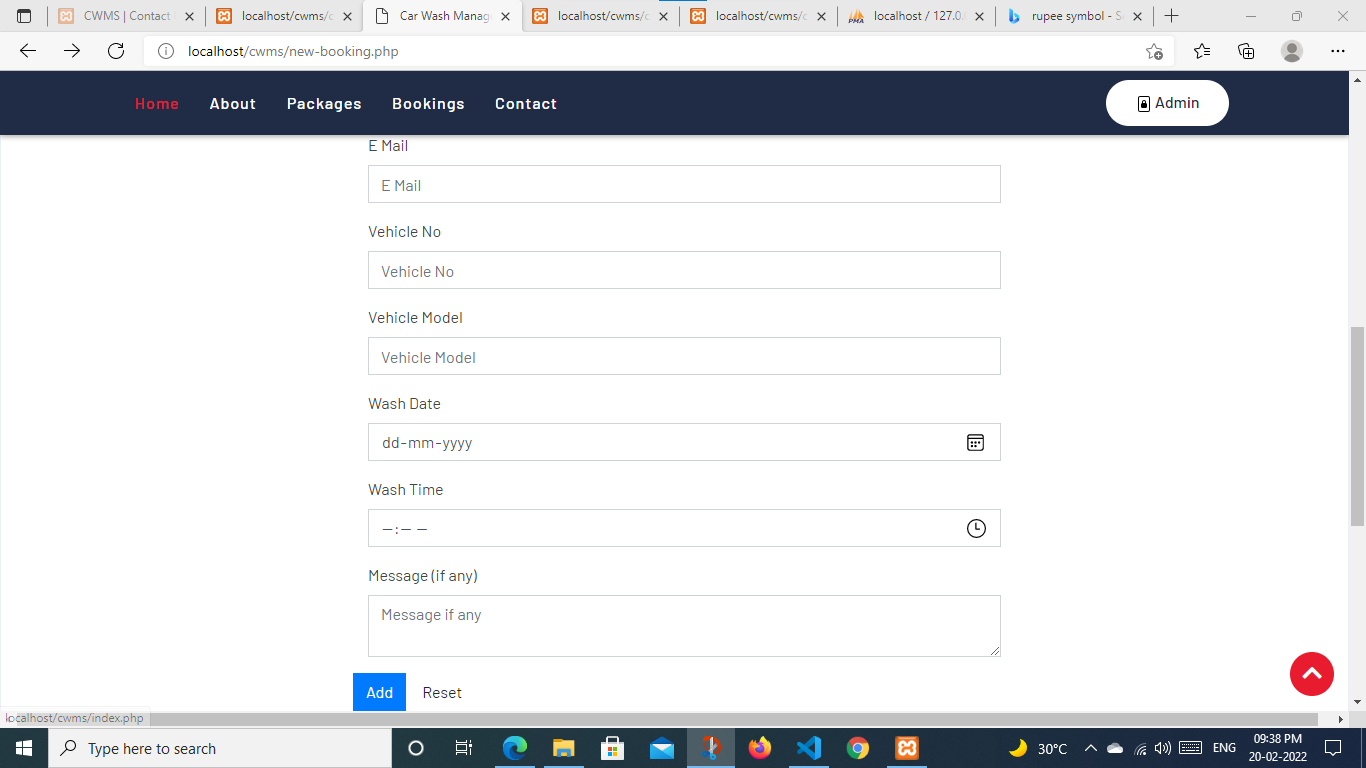 CWMS | Contact
localhost/cwms/c
Car Wash Manage
localhost/cwms/c
localhost/cwms/c
localhost / 127.0.
rupee symbol - S
localhost/cwms/new-booking.php
Home About Packages Bookings Contact Admin
E Mail
E Mail
Vehicle No
Vehicle No
Vehicle Model
Vehicle Model
Wash Date
dd-mm-yyyy
Wash Time
--:-- --
Message (if any)
Message if any
Add Reset
localhost/cwms/index.php
Type here to search
30°C
ENG
09:38 PM
20-02-2022